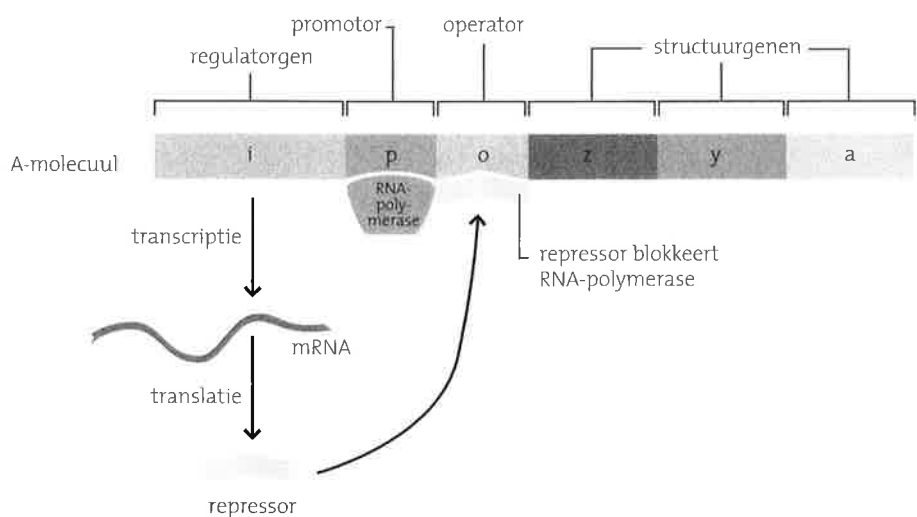 promotor
operator
regulatorgen
structuurgenen
i
p
o
z
y
a
A-molecuul
RNA-
poly-
merase
transcriptie
repressor blokkeert
RNA-polymerase
mRNA
translatie
repressor